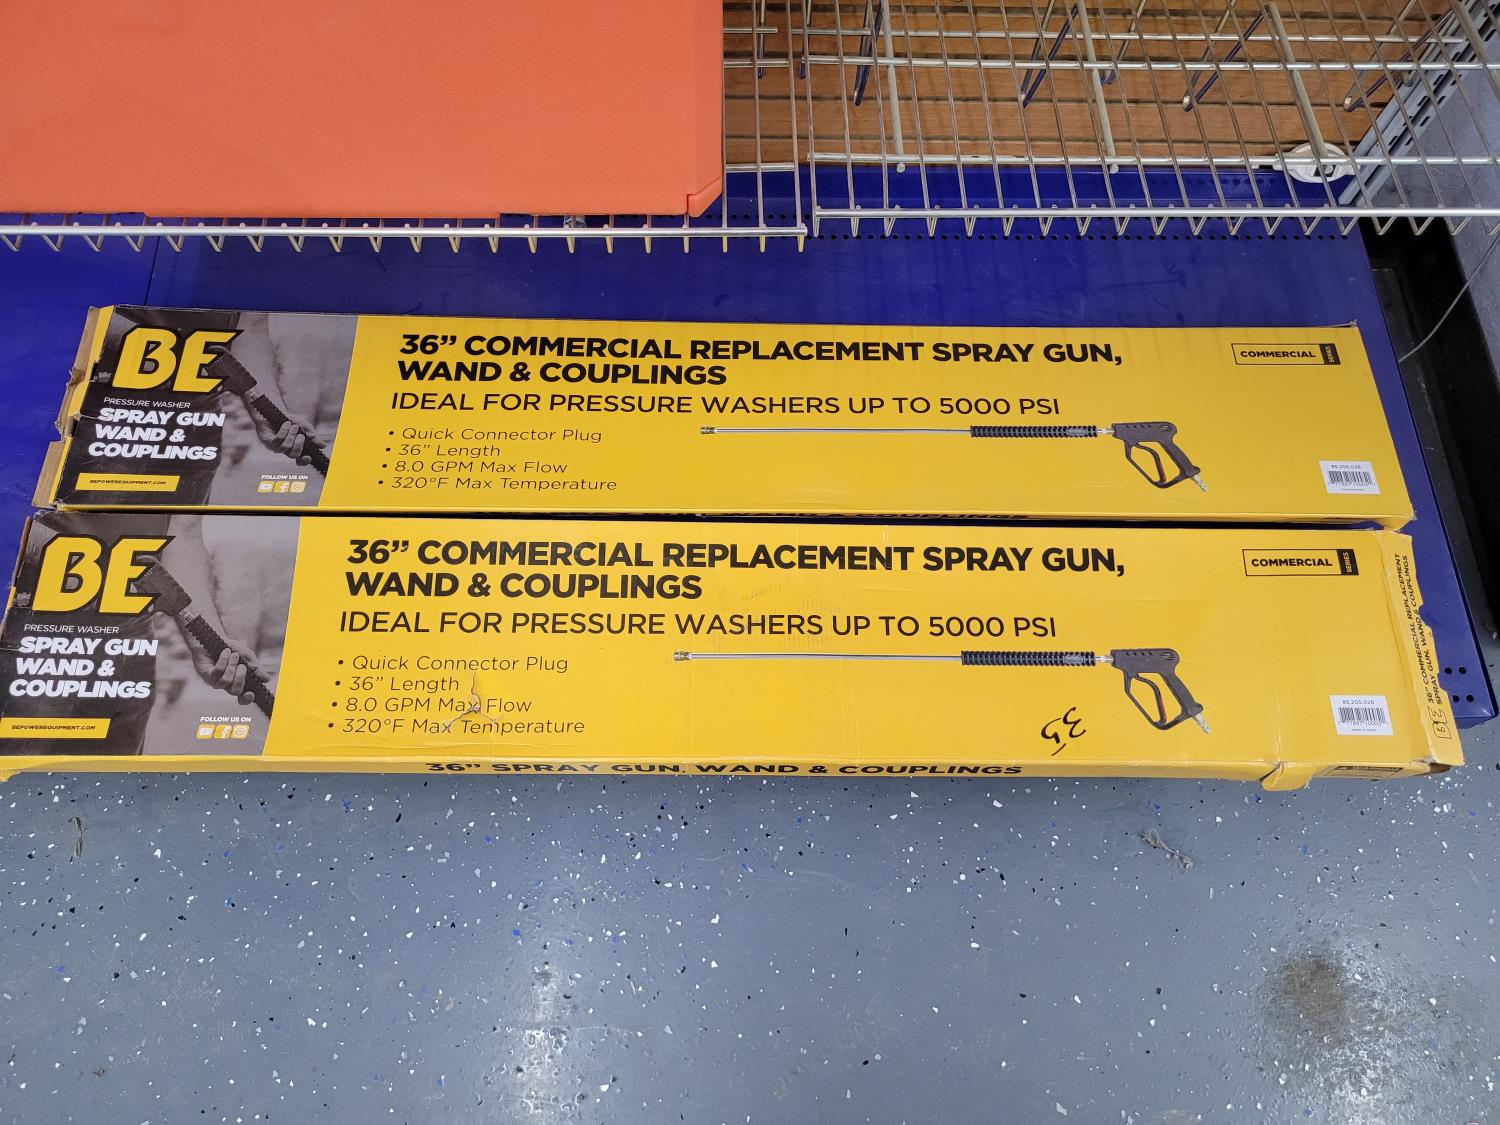 BE
PRESSURE WASHER
SPRAY GUN
WAND &
COUPLINGS
BEPOWEREQUIPMENT.COM
FOLLOW US ON
36” COMMERCIAL REPLACEMENT SPRAY GUN,
WAND & COUPLINGS
IDEAL FOR PRESSURE WASHERS UP TO 5000 PSI
• Quick Connector Plug
• 36” Length
• 8.0 GPM Max Flow
• 320°F Max Temperature
COMMERCIAL SERIES
85.205.026
BE
PRESSURE WASHER
SPRAY GUN
WAND &
COUPLINGS
BEPOWEREQUIPMENT.COM
FOLLOW US ON
36” COMMERCIAL REPLACEMENT SPRAY GUN,
WAND & COUPLINGS
IDEAL FOR PRESSURE WASHERS UP TO 5000 PSI
• Quick Connector Plug
• 36” Length
• 8.0 GPM Max Flow
• 320°F Max Temperature
35
COMMERCIAL SERIES
85.205.026
36” COMMERCIAL REPLACEMENT
SPRAY GUN, WAND & COUPLINGS
36” SPRAY GUN, WAND & COUPLINGS